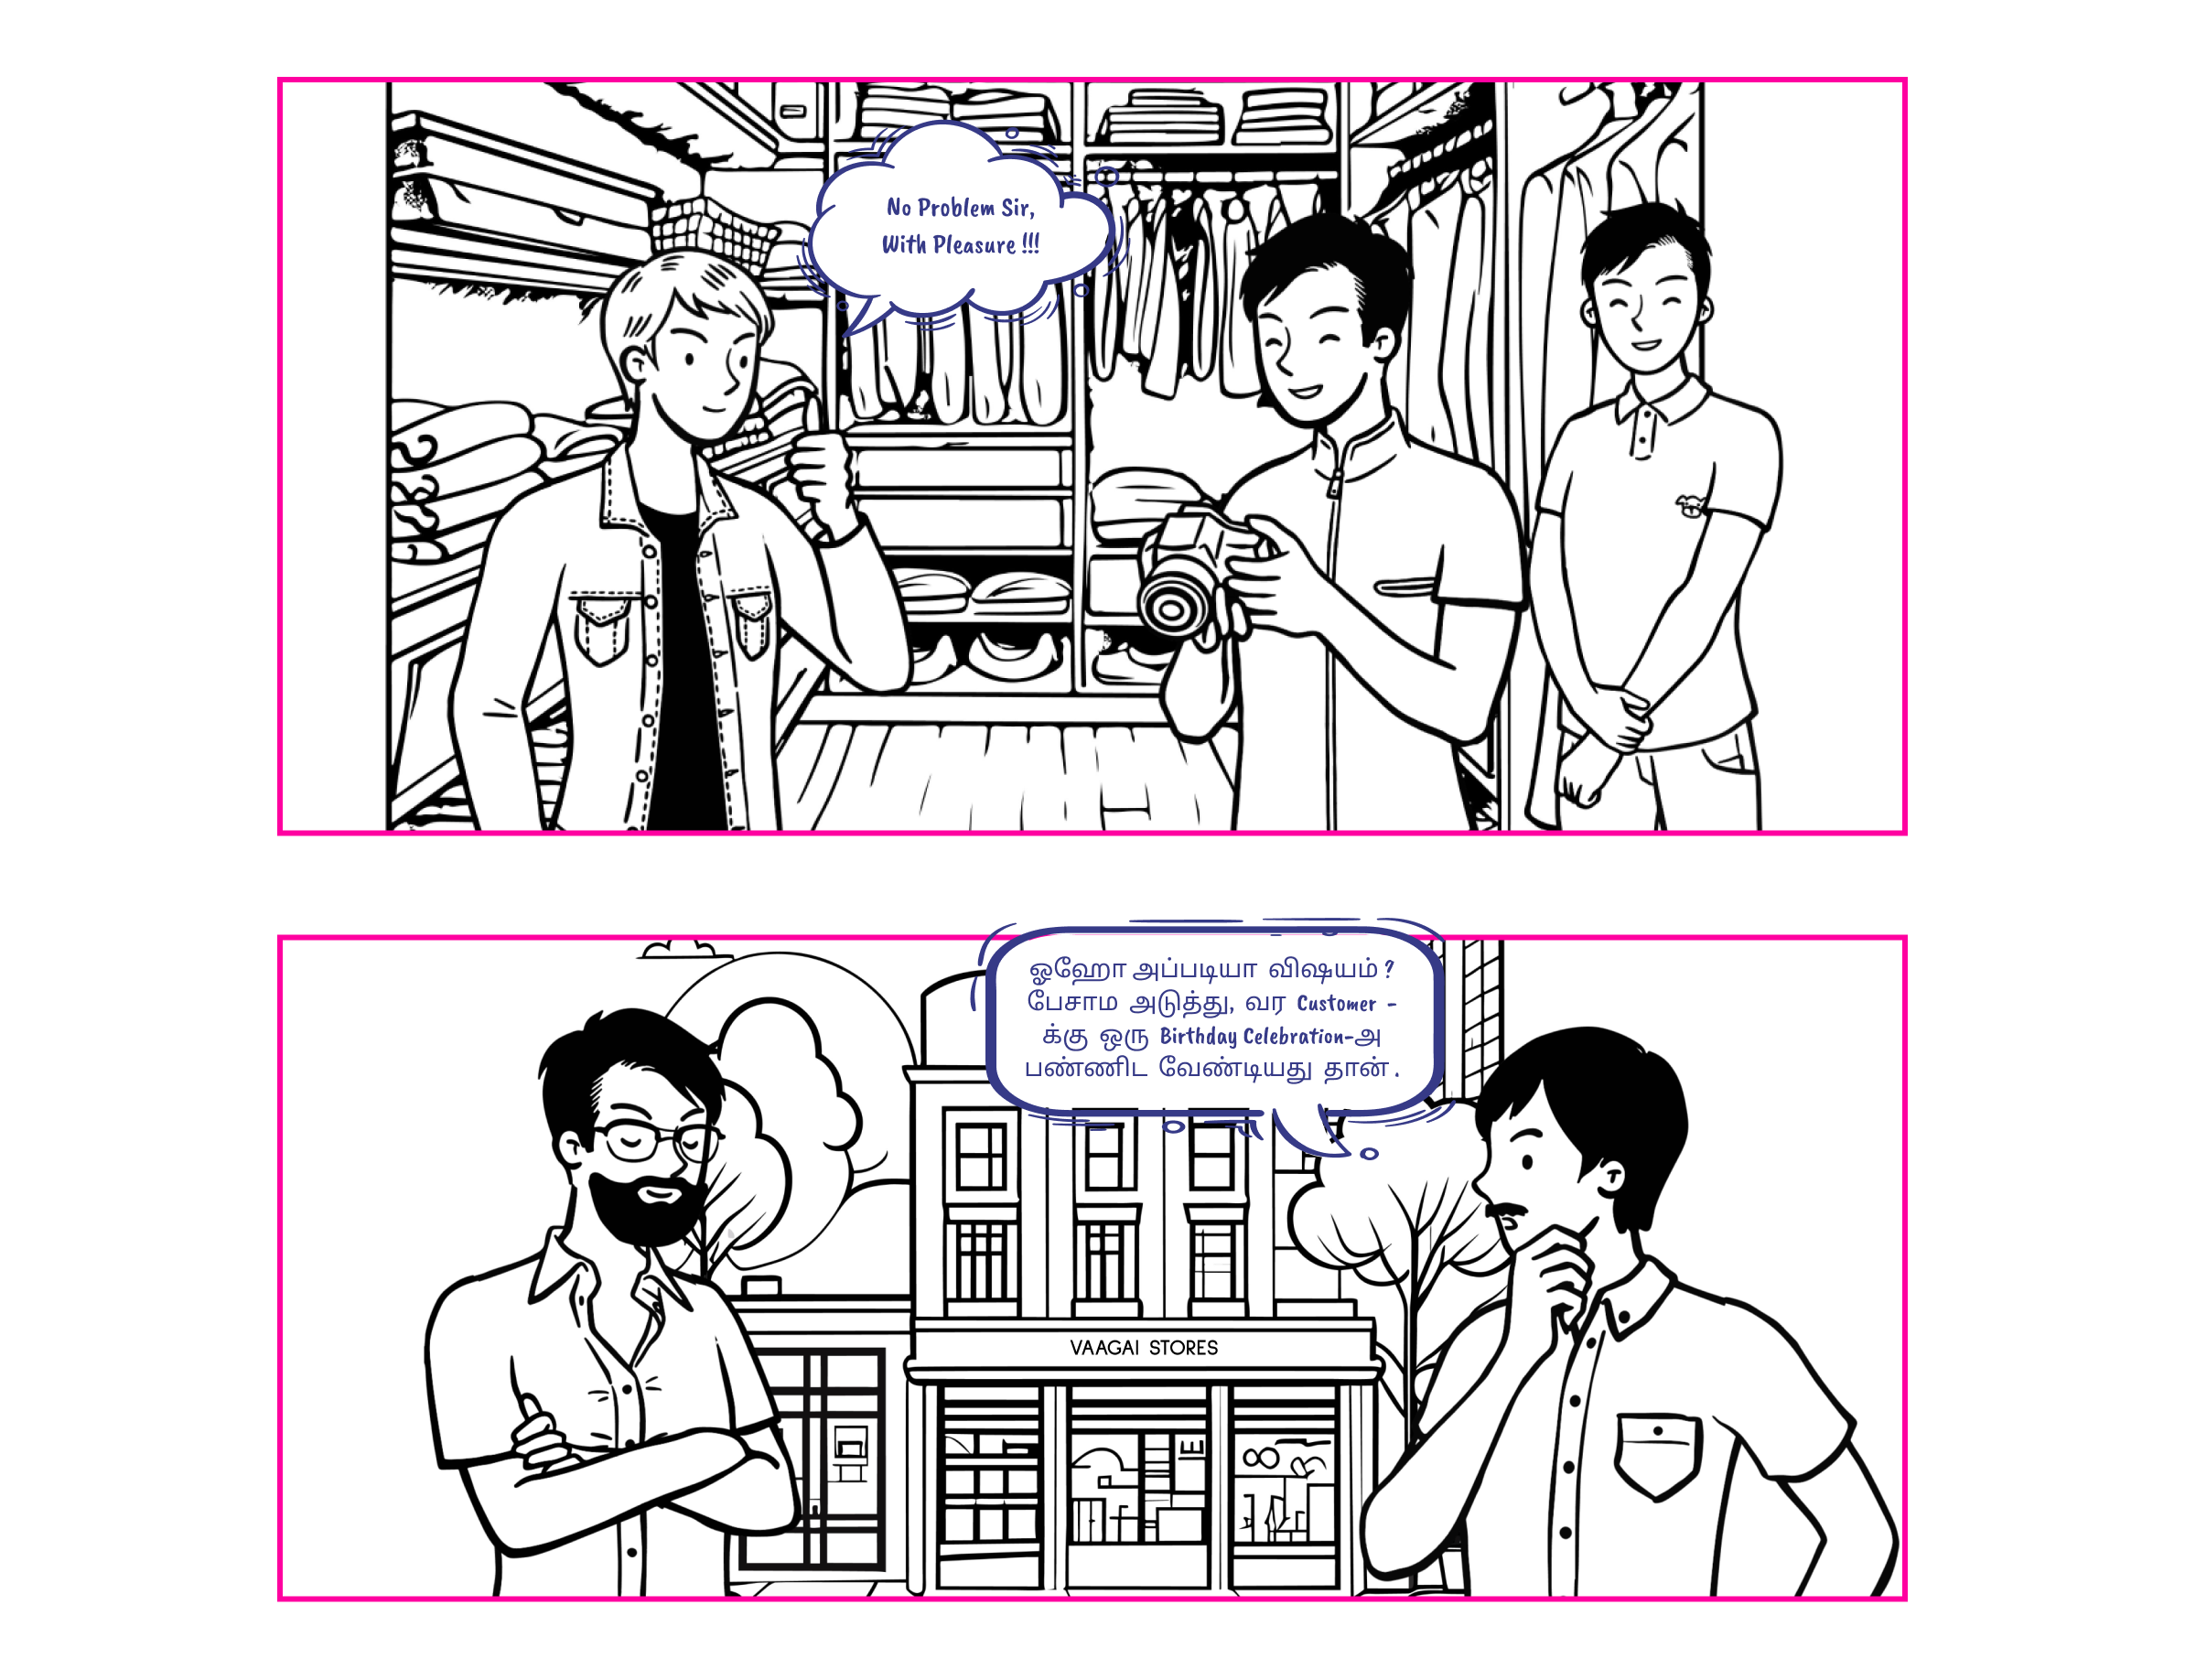 No Problem Sir,
With Pleasure !!!
ஓஹோ அப்படியா விஷயம் ?
பேசாம அடுத்து, வர Customer -
க்கு ஒரு Birthday Celebration-அ
பண்ணிட வேண்டியது தான் .
VAAGAI STORES